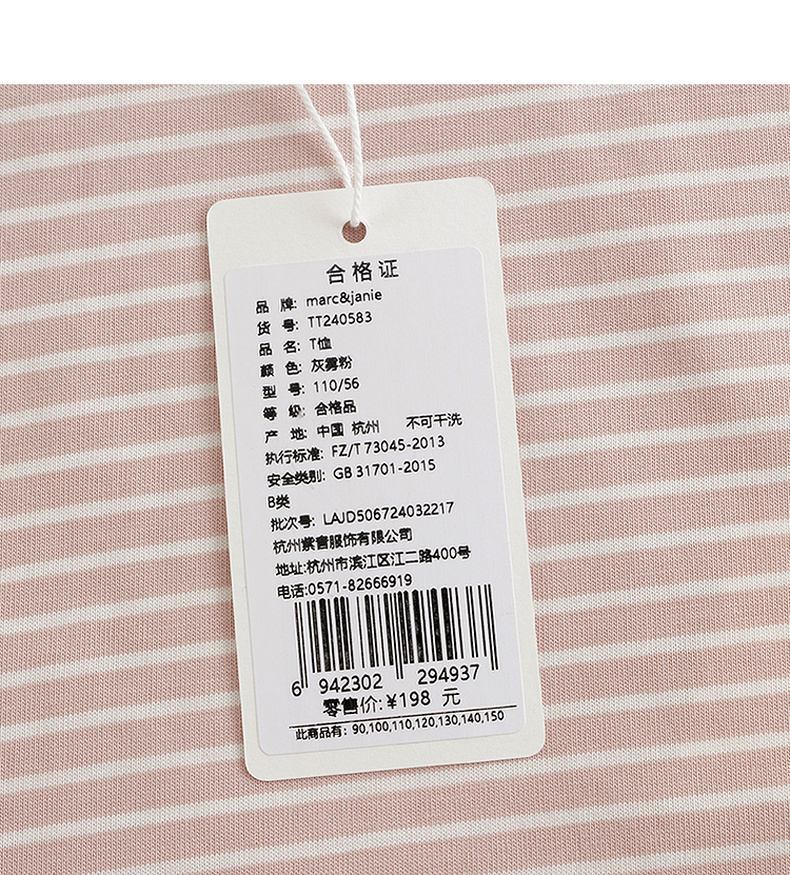 合格证
品 牌: marc&janie
货 号: TT240583
品 名: T恤
颜 色: 灰雾粉
型 号: 110/56
等 级: 合格品
产 地: 中国 杭州 不可干洗
执行标准: FZ/T 73045-2013
安全类别: GB 31701-2015
B类
批次号: LAJD506724032217
杭州紫售服饰有限公司
地址:杭州市滨江区江二路400号
电话:0571-82666919
6 942302 294937
零售价:¥198 元
此商品有: 90,100,110,120,130,140,150